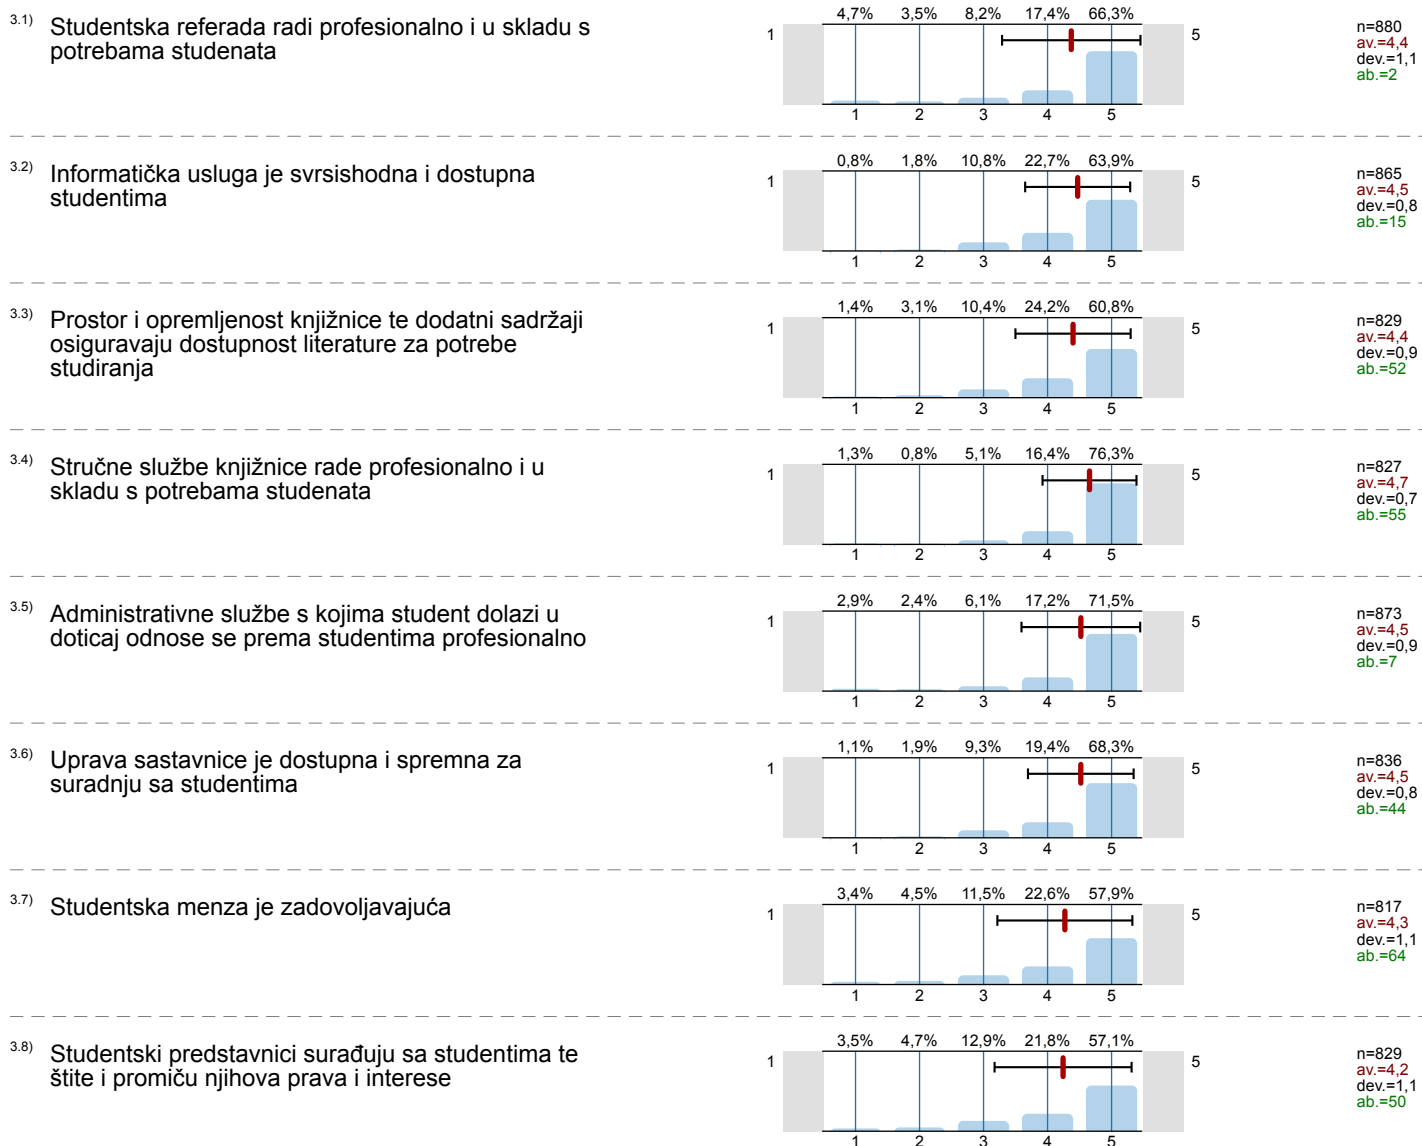 3.1) Studentska referada radi profesionalno i u skladu s
potrebama studenata
4,7% 3,5% 8,2% 17,4% 66,3%
1 5
1 2 3 4 5
n=880
av.=4,4
dev.=1,1
ab.=2
3.2) Informatička usluga je svrsishodna i dostupna
studentima
0,8% 1,8% 10,8% 22,7% 63,9%
1 5
1 2 3 4 5
n=865
av.=4,5
dev.=0,8
ab.=15
3.3) Prostor i opremljenost knjižnice te dodatni sadržaji
osiguravaju dostupnost literature za potrebe
studiranja
1,4% 3,1% 10,4% 24,2% 60,8%
1 5
1 2 3 4 5
n=829
av.=4,4
dev.=0,9
ab.=52
3.4) Stručne službe knjižnice rade profesionalno i u
skladu s potrebama studenata
1,3% 0,8% 5,1% 16,4% 76,3%
1 5
1 2 3 4 5
n=827
av.=4,7
dev.=0,7
ab.=55
3.5) Administrativne službe s kojima student dolazi u
doticaj odnose se prema studentima profesionalno
2,9% 2,4% 6,1% 17,2% 71,5%
1 5
1 2 3 4 5
n=873
av.=4,5
dev.=0,9
ab.=7
3.6) Uprava sastavnice je dostupna i spremna za
suradnju sa studentima
1,1% 1,9% 9,3% 19,4% 68,3%
1 5
1 2 3 4 5
n=836
av.=4,5
dev.=0,8
ab.=44
3.7) Studentska menza je zadovoljavajuća
3,4% 4,5% 11,5% 22,6% 57,9%
1 5
1 2 3 4 5
n=817
av.=4,3
dev.=1,1
ab.=64
3.8) Studentski predstavnici surađuju sa studentima te
štite i promiču njihova prava i interese
3,5% 4,7% 12,9% 21,8% 57,1%
1 5
1 2 3 4 5
n=829
av.=4,2
dev.=1,1
ab.=50